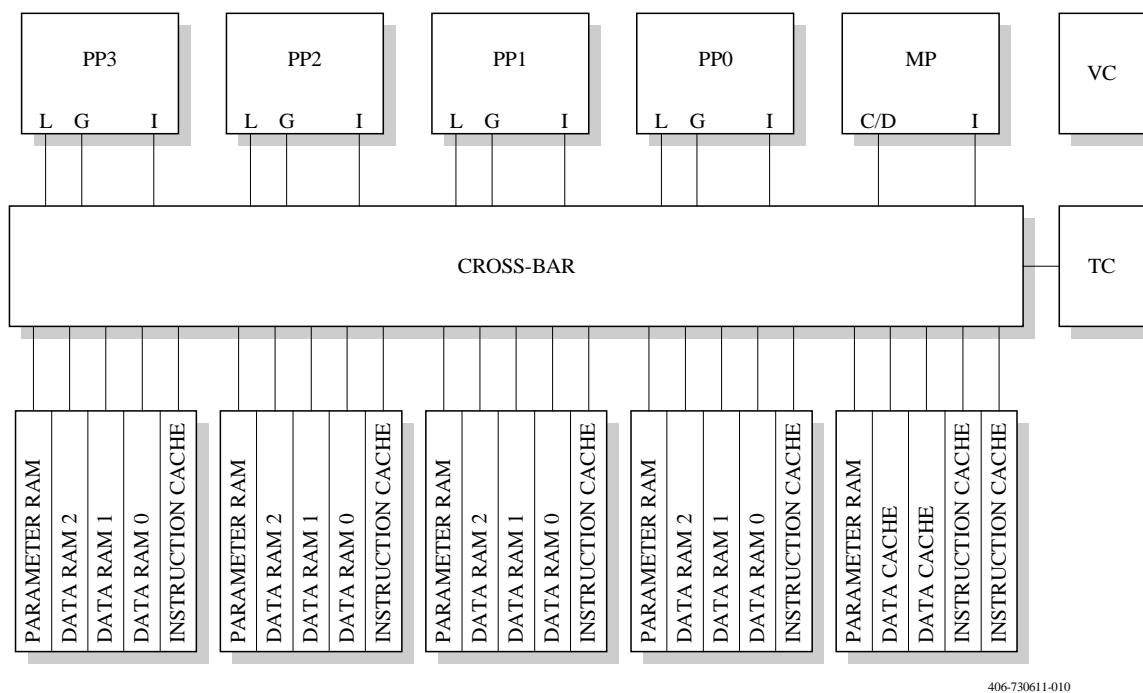 PP3 PP2 PP1 PP0 MP VC
L G I L G I L G I L G I C/D I
CROSS-BAR TC
PARAMETER RAM
DATA RAM 2
DATA RAM 1
DATA RAM 0
INSTRUCTION CACHE
PARAMETER RAM
DATA RAM 2
DATA RAM 1
DATA RAM 0
INSTRUCTION CACHE
PARAMETER RAM
DATA RAM 2
DATA RAM 1
DATA RAM 0
INSTRUCTION CACHE
PARAMETER RAM
DATA RAM 2
DATA RAM 1
DATA RAM 0
INSTRUCTION CACHE
PARAMETER RAM
DATA CACHE
DATA CACHE
INSTRUCTION CACHE
INSTRUCTION CACHE
406-730611-010